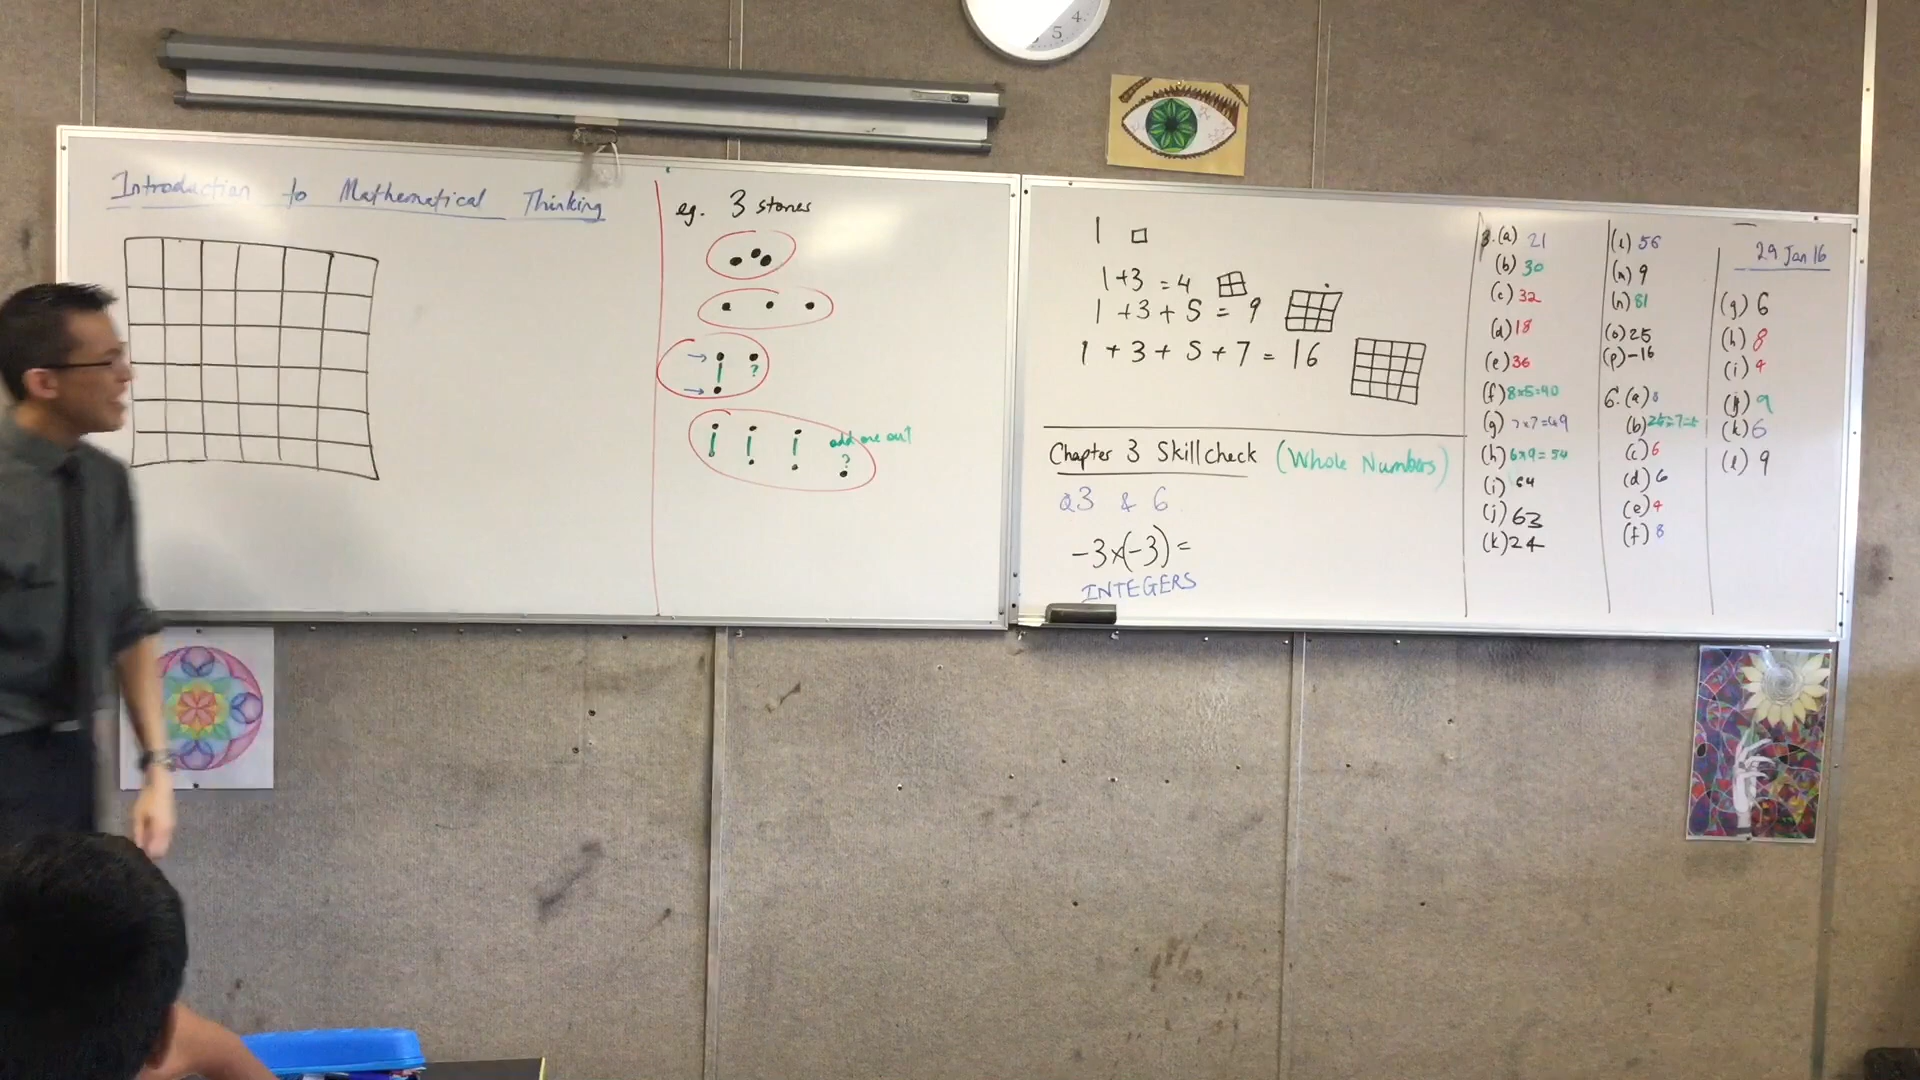 4
5
Introduction to Mathematical Thinking
eg. 3 stones
?
add one out
?
1
1+3 = 4
1 + 3 + 5 = 9
1 + 3 + 5 + 7 = 16
Chapter 3 Skillcheck (Whole Numbers)
Q3 & 6
-3×(-3) =
INTEGERS
3. (a) 21
(b) 30
(c) 32
(d) 18
(e) 36
(f) 8×5=40
(g) 7×7=49
(h) 6×9=54
(i) 64
(j) 63
(k) 24
(l) 56
(m) 9
(n) 81
(o) 25
(p) -16
6. (a) 8
(b)
(c) 6
(d) 6
(e) 4
(f) 8
29 Jan 16
(g) 6
(h) 8
(i) 4
(j) 9
(k) 6
(l) 9